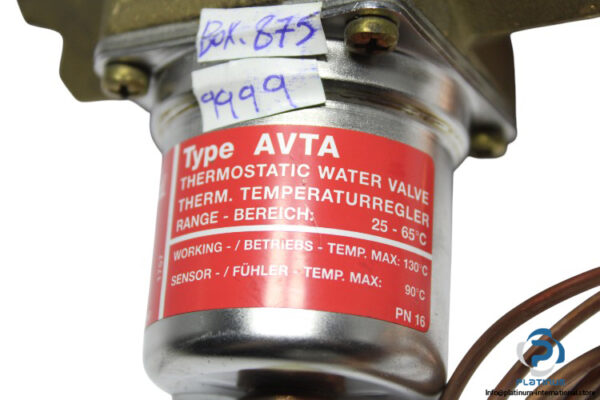 BOK.875
9999
Type AVTA
THERMOSTATIC WATER VALVE
THERM. TEMPERATURREGLER
RANGE - BEREICH: 25 - 65°C
WORKING - / BETRIEBS - TEMP. MAX: 130°C
SENSOR - / FÜHLER - TEMP. MAX: 90°C
PN 16
1707
PLATINUM
info@platinum-international.store